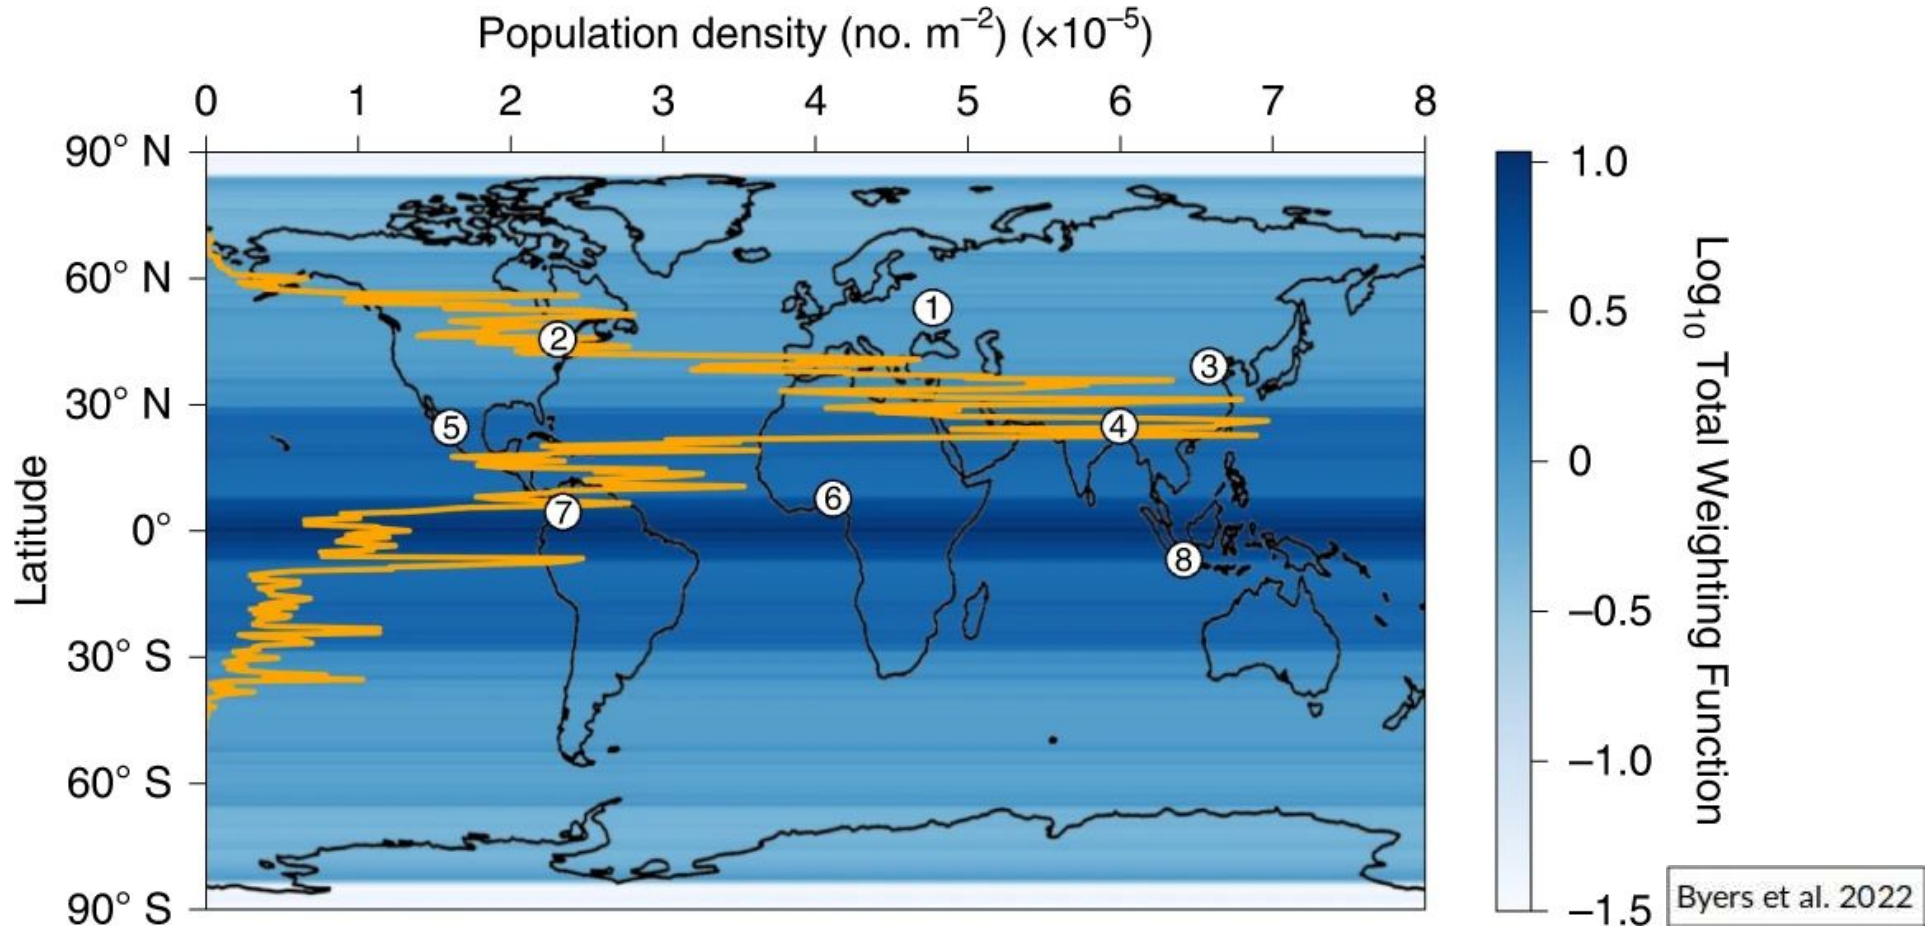 Population density (no. m⁻²) (×10⁻⁵)
0 1 2 3 4 5 6 7 8
90° N
60° N
30° N
0°
30° S
60° S
90° S
Latitude
1
2
3
4
5
6
7
8
1.0
0.5
0
–0.5
–1.0
–1.5
Log₁₀ Total Weighting Function
Byers et al. 2022